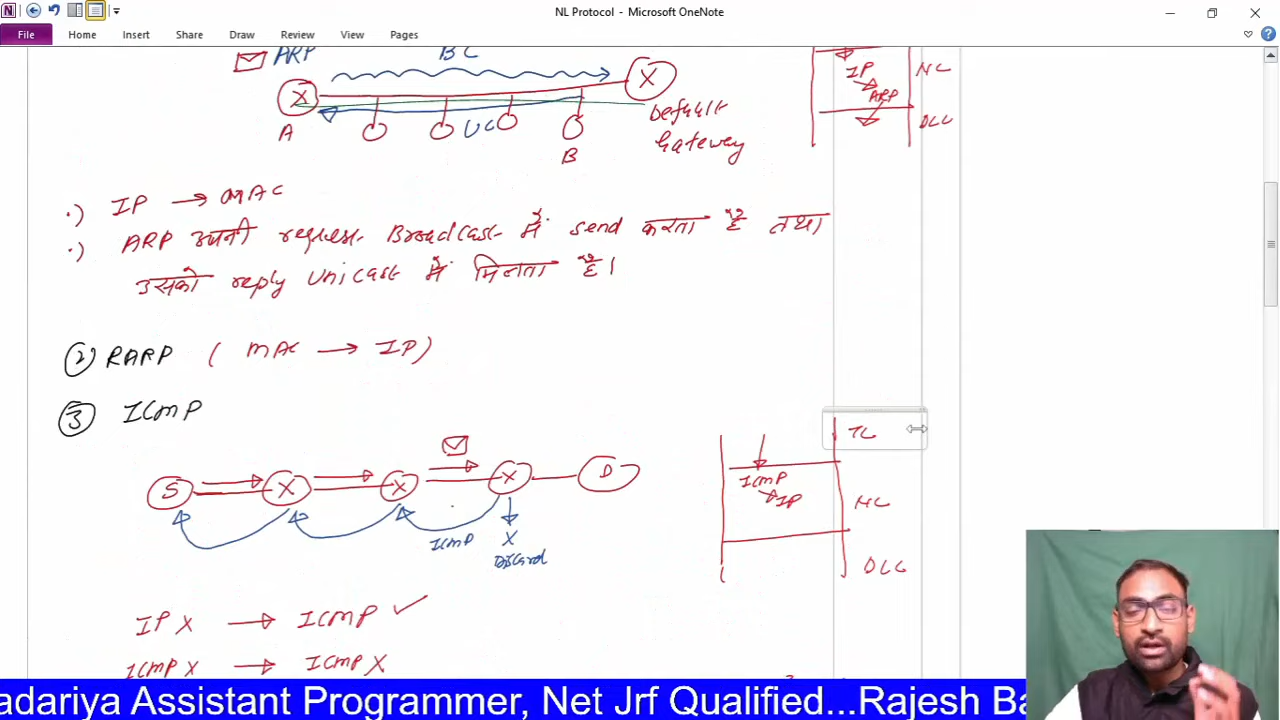 NL Protocol - Microsoft OneNote
File Home Insert Share Draw Review View Pages
ARP BC
X X
A UC B
Default
Gateway
IP NL
ARP DLL
.) IP → MAC
.) ARP अपनी request Broadcast में send करता है तथा
उसको reply Unicast में मिलता है।
② RARP ( MAC → IP)
③ ICMP
S X X X D
ICMP X
Discard
TL
ICMP
IP NL
DLL
IP X → ICMP ✓
ICMP X → ICMP X
adariya Assistant Programmer, Net Jrf Qualified...Rajesh Ba